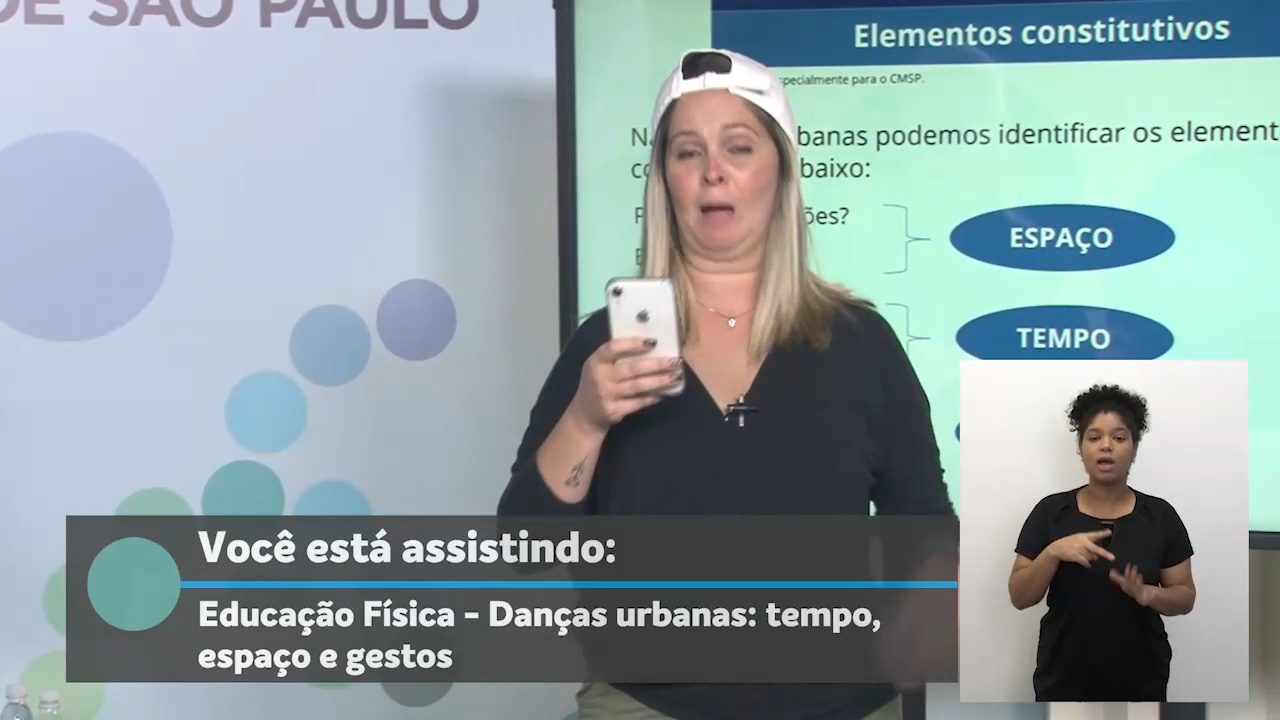 DE SÃO PAULO
Elementos constitutivos
specialmente para o CMSP.
banas podemos identificar os element
baixo:
ões?
ESPAÇO
TEMPO
Você está assistindo:
Educação Física - Danças urbanas: tempo,
espaço e gestos